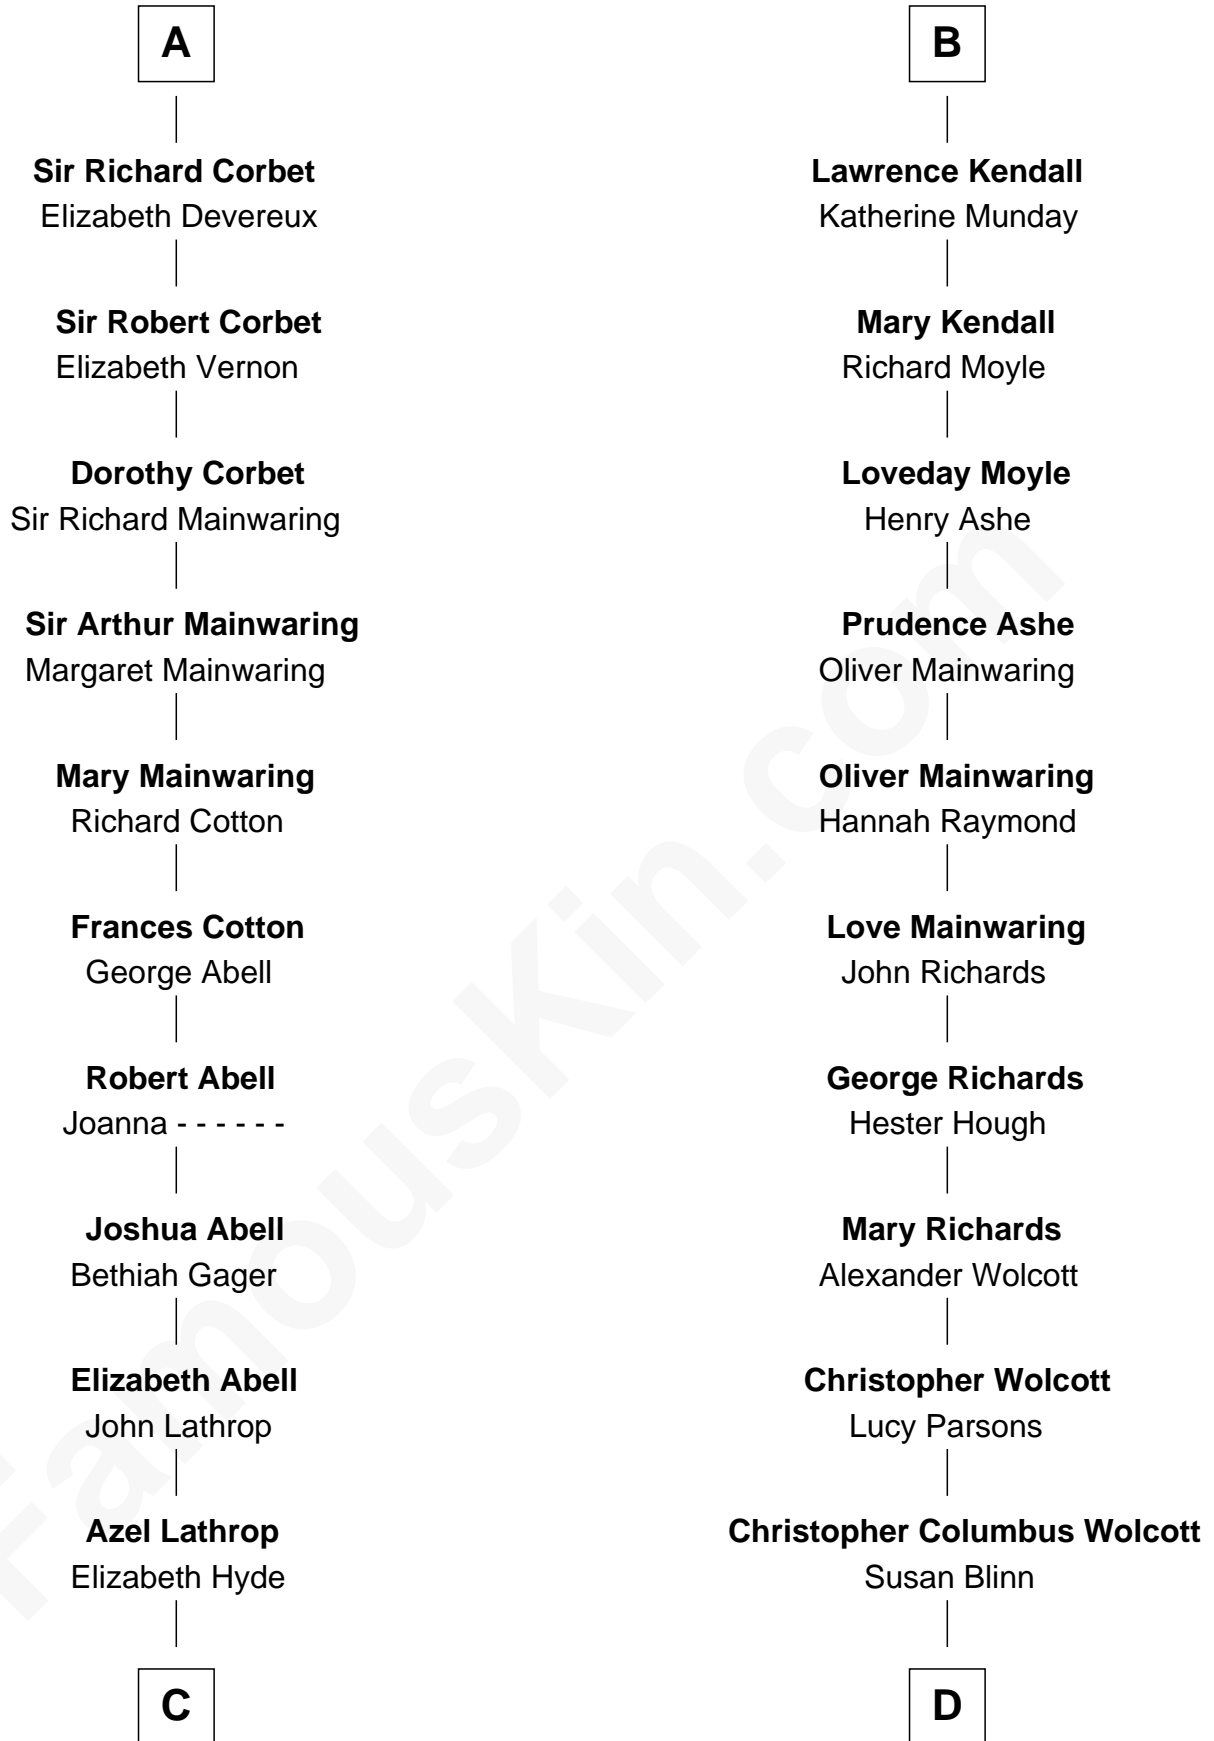 A
Sir Richard Corbet
Elizabeth Devereux
Sir Robert Corbet
Elizabeth Vernon
Dorothy Corbet
Sir Richard Mainwaring
Sir Arthur Mainwaring
Margaret Mainwaring
Mary Mainwaring
Richard Cotton
Frances Cotton
George Abell
Robert Abell
Joanna - - - - - -
Joshua Abell
Bethiah Gager
Elizabeth Abell
John Lathrop
Azel Lathrop
Elizabeth Hyde
C
B
Lawrence Kendall
Katherine Munday
Mary Kendall
Richard Moyle
Loveday Moyle
Henry Ashe
Prudence Ashe
Oliver Mainwaring
Oliver Mainwaring
Hannah Raymond
Love Mainwaring
John Richards
George Richards
Hester Hough
Mary Richards
Alexander Wolcott
Christopher Wolcott
Lucy Parsons
Christopher Columbus Wolcott
Susan Blinn
D
FamousKin.com